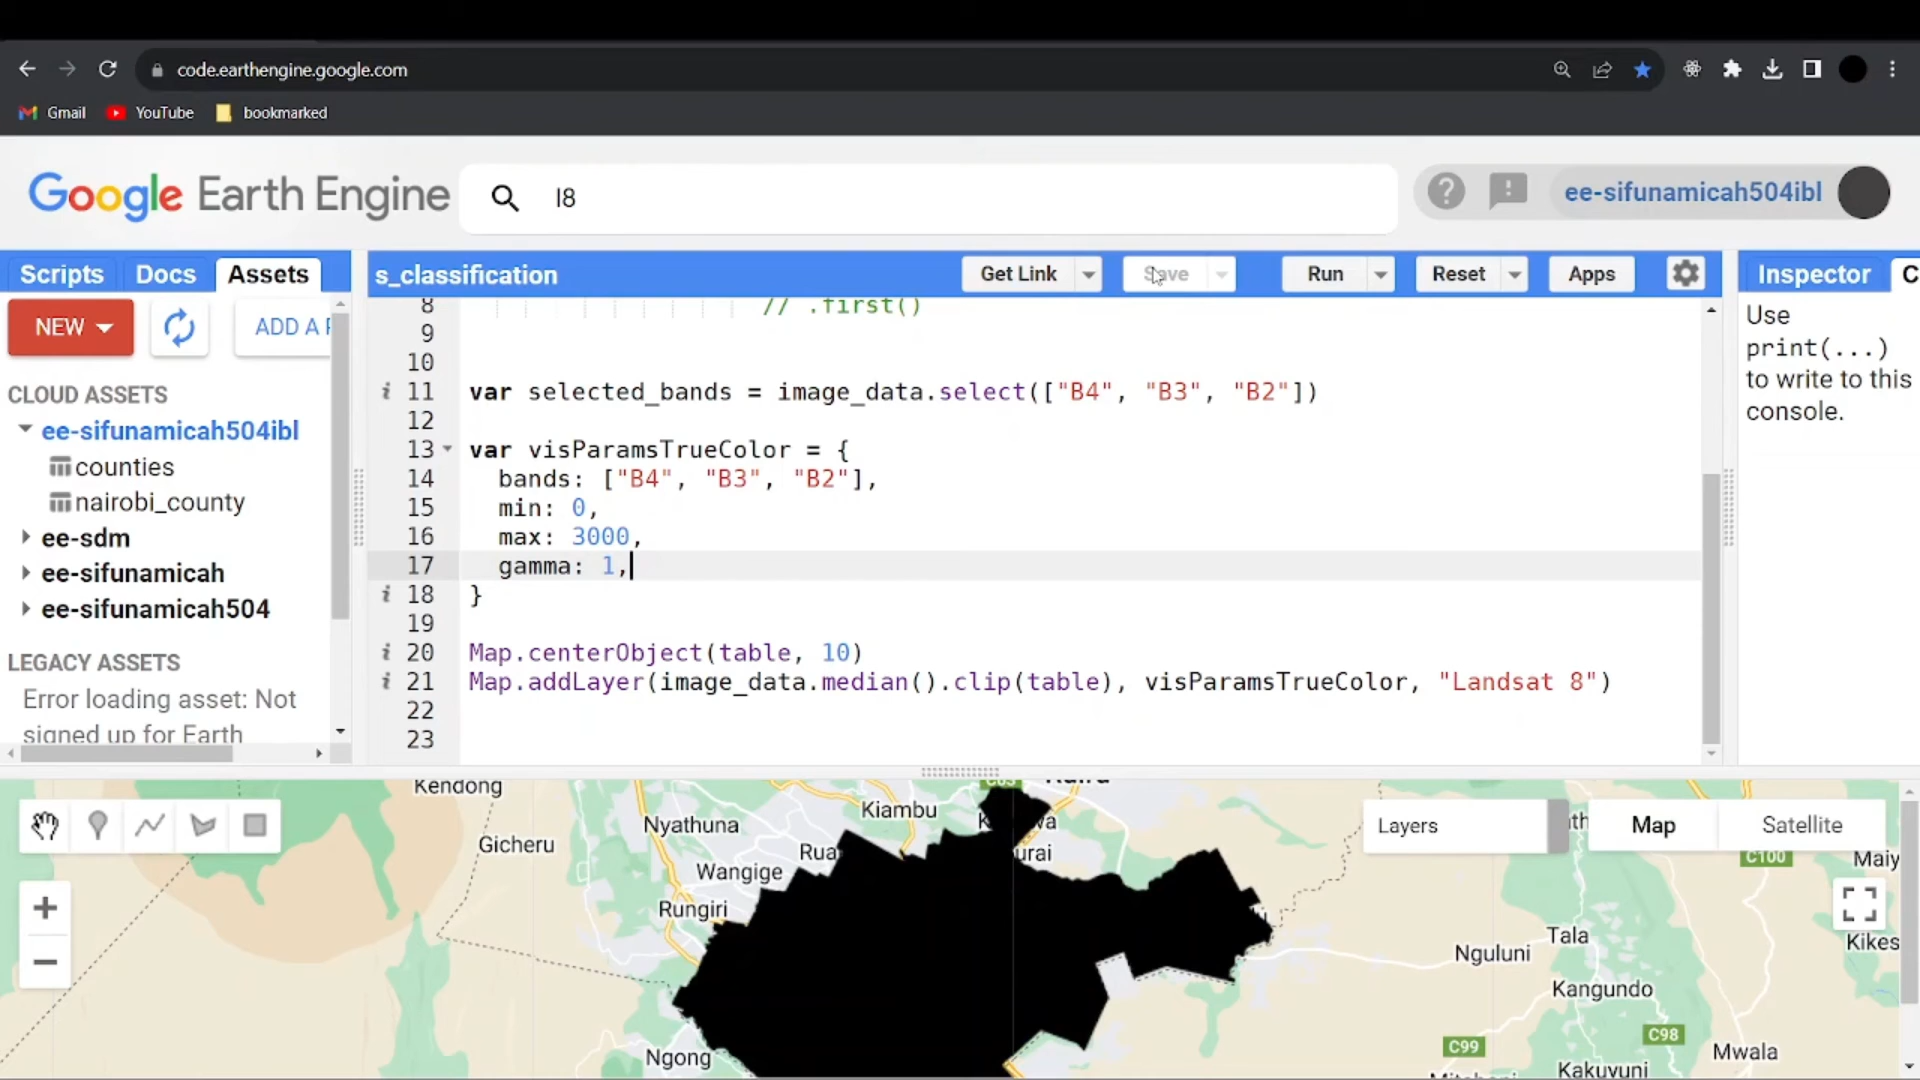 code.earthengine.google.com
Gmail YouTube bookmarked
Google Earth Engine l8 ee-sifunamicah504ibl
Scripts Docs Assets s_classification Get Link Save Run Reset Apps Inspector C
NEW ADD A
CLOUD ASSETS
ee-sifunamicah504ibl
counties
nairobi_county
ee-sdm
ee-sifunamicah
ee-sifunamicah504
LEGACY ASSETS
Error loading asset: Not
signed up for Earth
8 // .first()
9
10
i 11 var selected_bands = image_data.select(["B4", "B3", "B2"])
12
13 var visParamsTrueColor = {
14 bands: ["B4", "B3", "B2"],
15 min: 0,
16 max: 3000,
17 gamma: 1,
i 18 }
19
i 20 Map.centerObject(table, 10)
i 21 Map.addLayer(image_data.median().clip(table), visParamsTrueColor, "Landsat 8")
22
23
Use
print(...)
to write to this
console.
Kendong
Gicheru
Nyathuna
Kiambu
Rua
Wangige
Rungiri
Ngong
urai
Layers
Map Satellite
C100
Maiy
Tala
Nguluni
Kikes
Kangundo
C98
C99
Mwala
Kakuyuni